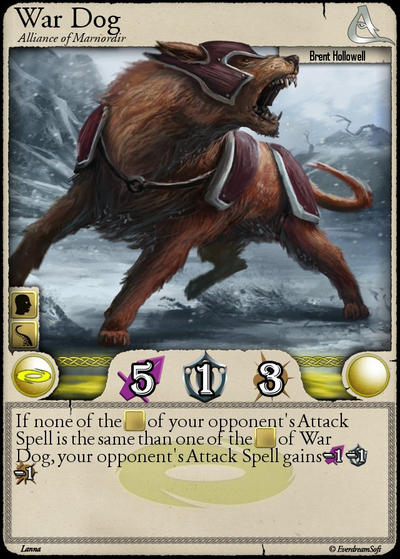 War Dog
Alliance of Marnordir
Brent Hollowell
5 1 3
If none of the of your opponent's Attack
Spell is the same than one of the of War
Dog, your opponent's Attack Spell gains -1 -1
-1
Lanna
© EverdreamSoft